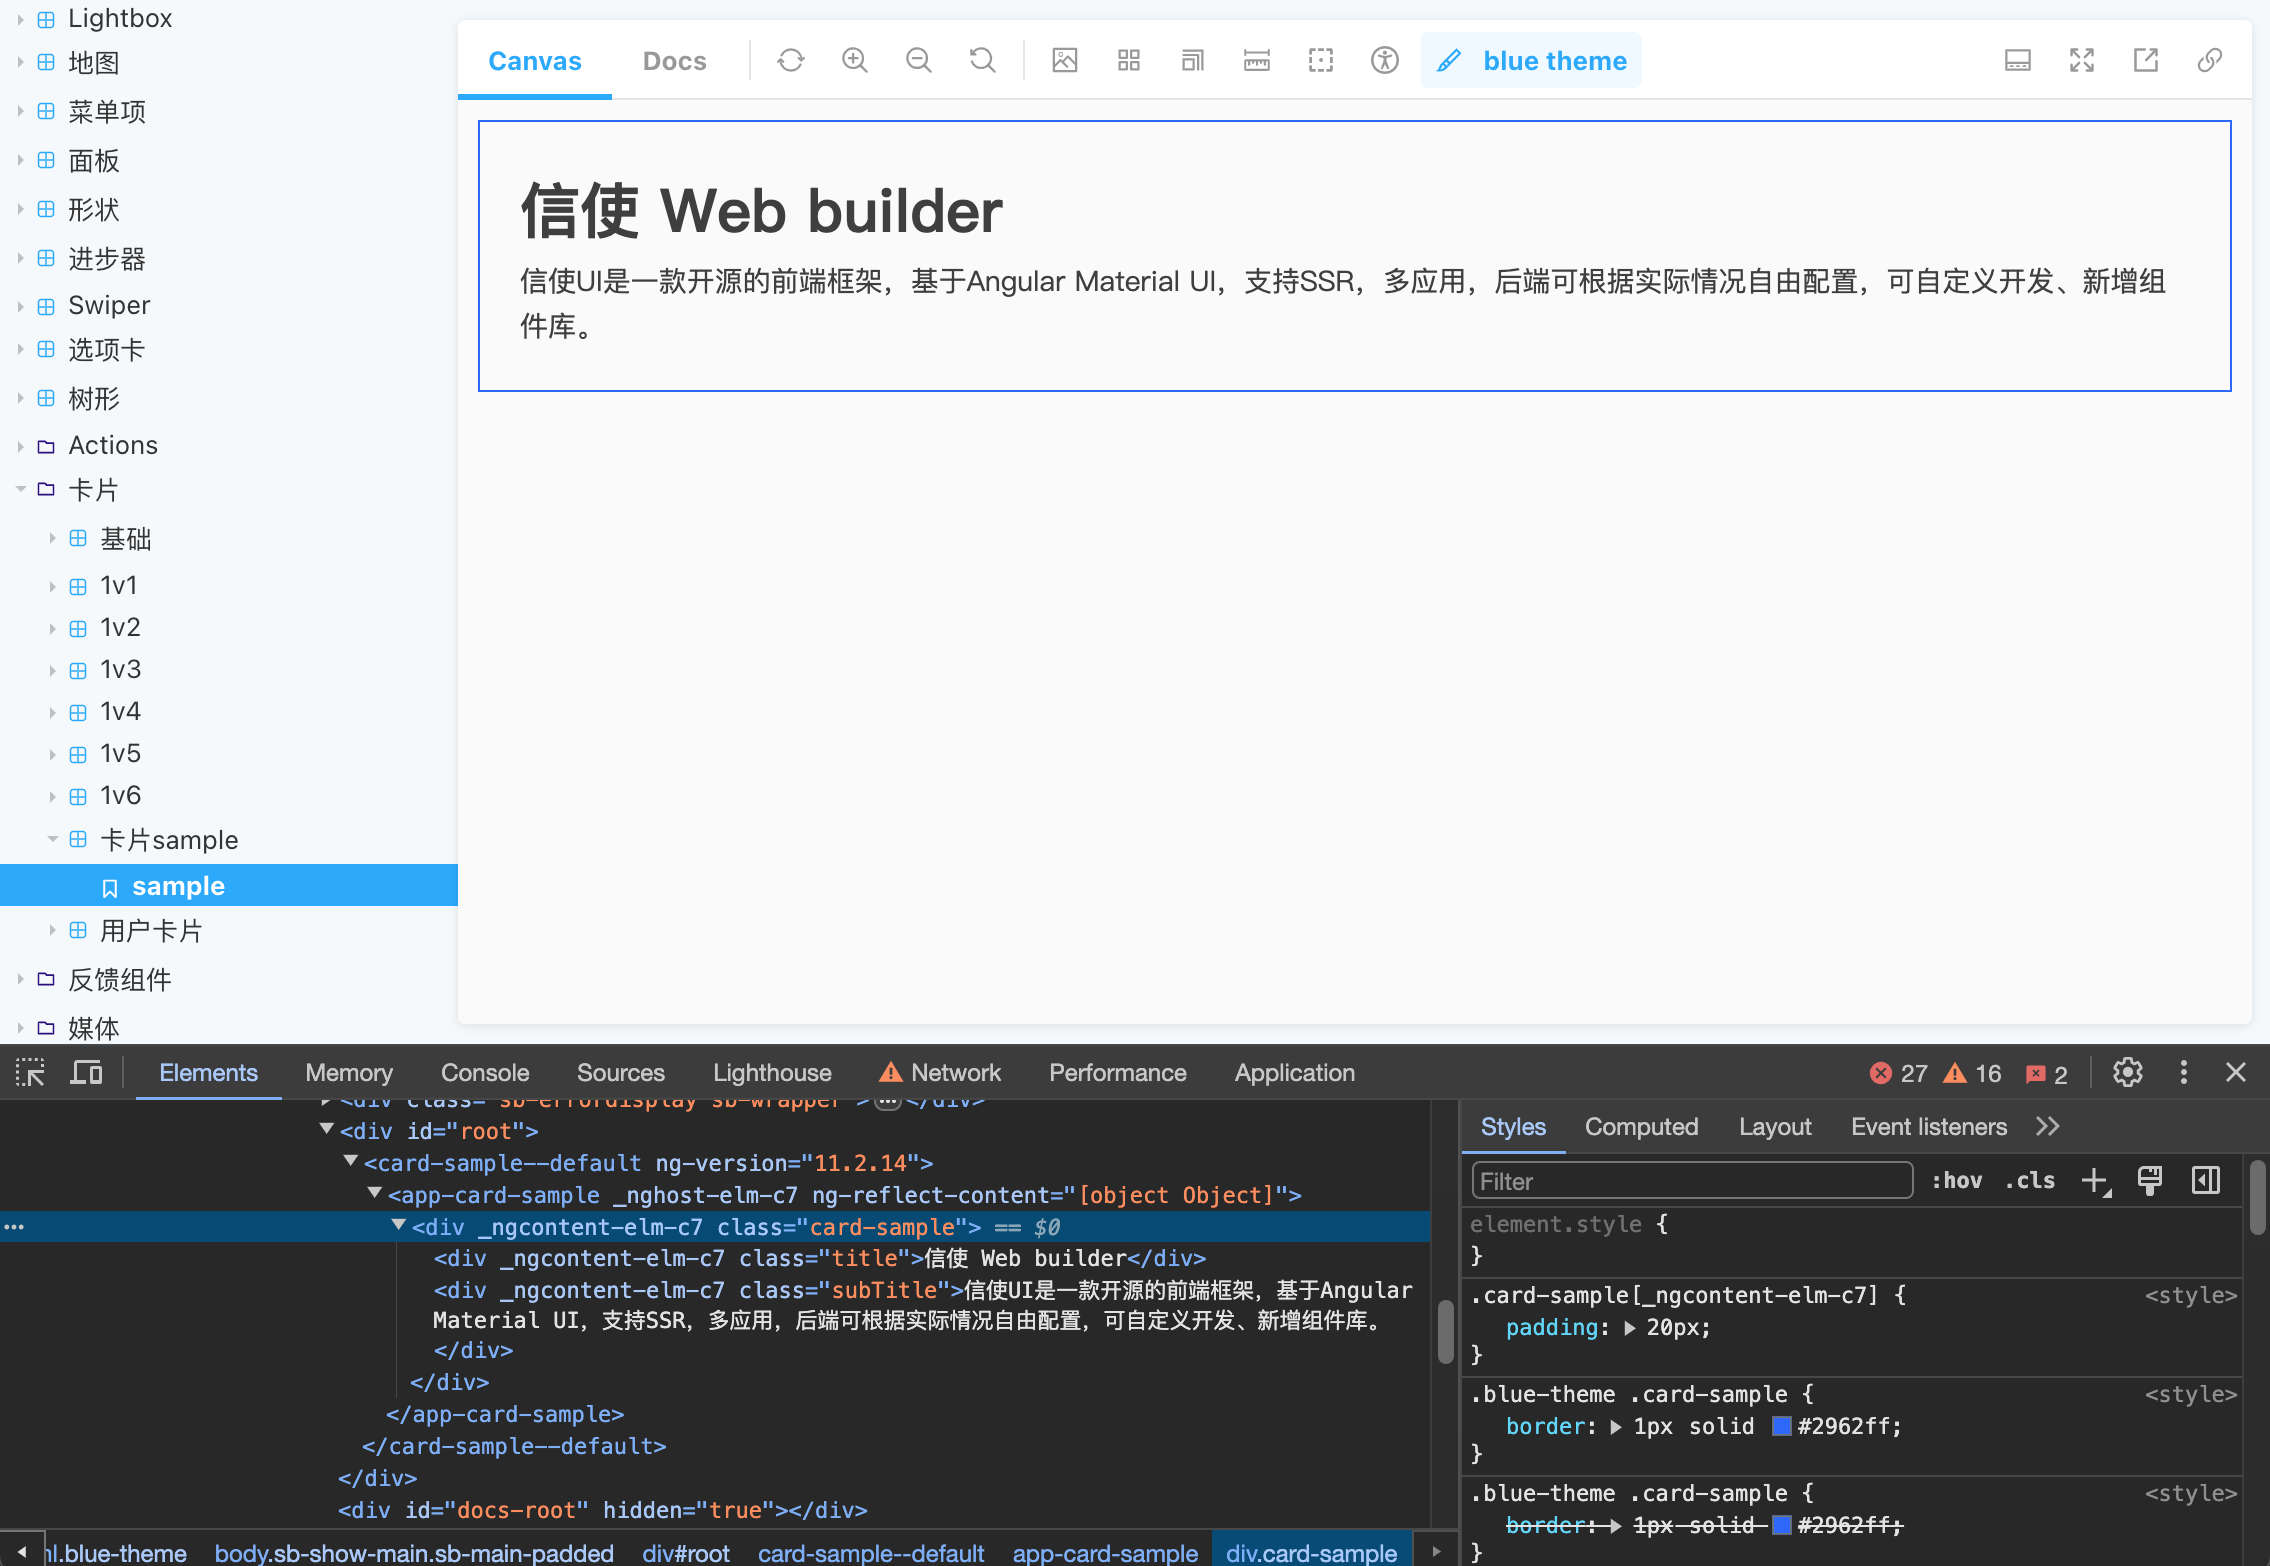 Lightbox
地图
菜单项
面板
形状
进步器
Swiper
选项卡
树形
Actions
卡片
基础
1v1
1v2
1v3
1v4
1v5
1v6
卡片sample
sample
用户卡片
反馈组件
媒体
Canvas Docs blue theme
信使 Web builder
信使UI是一款开源的前端框架，基于Angular Material UI，支持SSR，多应用，后端可根据实际情况自由配置，可自定义开发、新增组
件库。
Elements Memory Console Sources Lighthouse Network Performance Application 27 16 2
<div class="sb-errordisplay sb-wrapper">…</div>
<div id="root">
<card-sample--default ng-version="11.2.14">
<app-card-sample _nghost-elm-c7 ng-reflect-content="[object Object]">
<div _ngcontent-elm-c7 class="card-sample"> == $0
<div _ngcontent-elm-c7 class="title">信使 Web builder</div>
<div _ngcontent-elm-c7 class="subTitle">信使UI是一款开源的前端框架，基于Angular
Material UI，支持SSR，多应用，后端可根据实际情况自由配置，可自定义开发、新增组件库。
</div>
</div>
</app-card-sample>
</card-sample--default>
</div>
<div id="docs-root" hidden="true"></div>
nl.blue-theme body.sb-show-main.sb-main-padded div#root card-sample--default app-card-sample div.card-sample
Styles Computed Layout Event listeners
Filter :hov .cls
element.style {
}
.card-sample[_ngcontent-elm-c7] { <style>
padding: 20px;
}
.blue-theme .card-sample { <style>
border: 1px solid #2962ff;
}
.blue-theme .card-sample { <style>
border: 1px solid #2962ff;
}